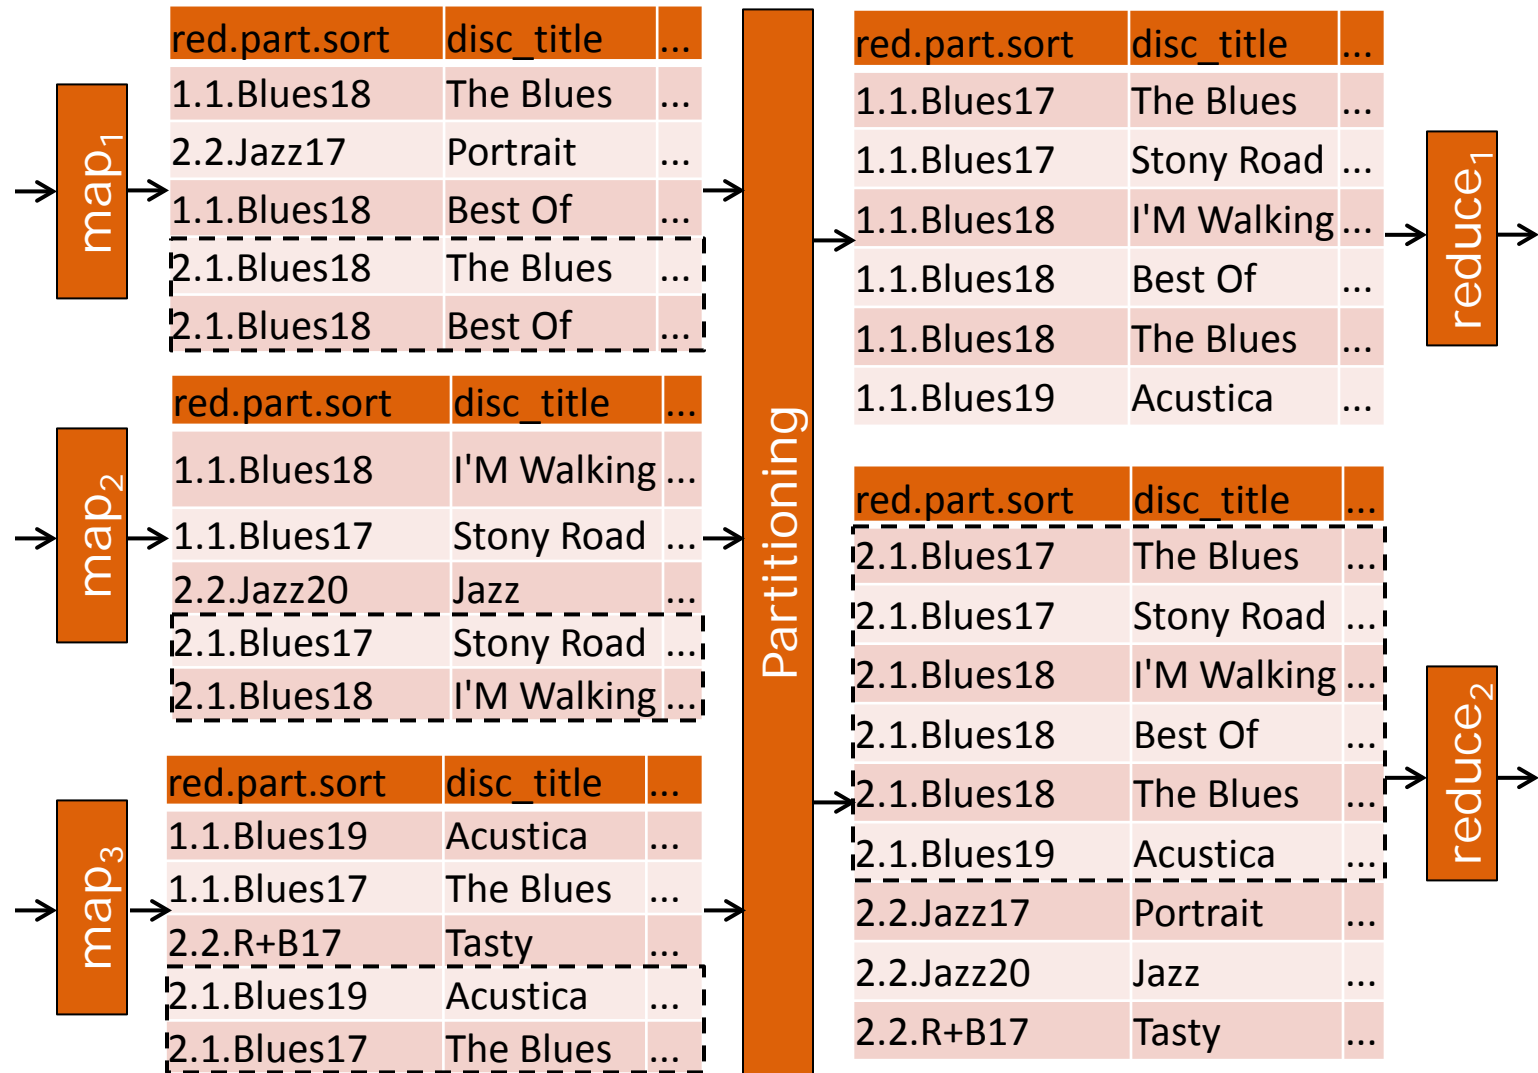 map1
red.part.sort disc_title ...
1.1.Blues18 The Blues ...
2.2.Jazz17 Portrait ...
1.1.Blues18 Best Of ...
2.1.Blues18 The Blues ...
2.1.Blues18 Best Of ...
map2
red.part.sort disc_title ...
1.1.Blues18 I'M Walking ...
1.1.Blues17 Stony Road ...
2.2.Jazz20 Jazz ...
2.1.Blues17 Stony Road ...
2.1.Blues18 I'M Walking ...
map3
red.part.sort disc_title ...
1.1.Blues19 Acustica ...
1.1.Blues17 The Blues ...
2.2.R+B17 Tasty ...
2.1.Blues19 Acustica ...
2.1.Blues17 The Blues ...
Partitioning
red.part.sort disc_title ...
1.1.Blues17 The Blues ...
1.1.Blues17 Stony Road ...
1.1.Blues18 I'M Walking ...
1.1.Blues18 Best Of ...
1.1.Blues18 The Blues ...
1.1.Blues19 Acustica ...
reduce1
red.part.sort disc_title ...
2.1.Blues17 The Blues ...
2.1.Blues17 Stony Road ...
2.1.Blues18 I'M Walking ...
2.1.Blues18 Best Of ...
2.1.Blues18 The Blues ...
2.1.Blues19 Acustica ...
2.2.Jazz17 Portrait ...
2.2.Jazz20 Jazz ...
2.2.R+B17 Tasty ...
reduce2